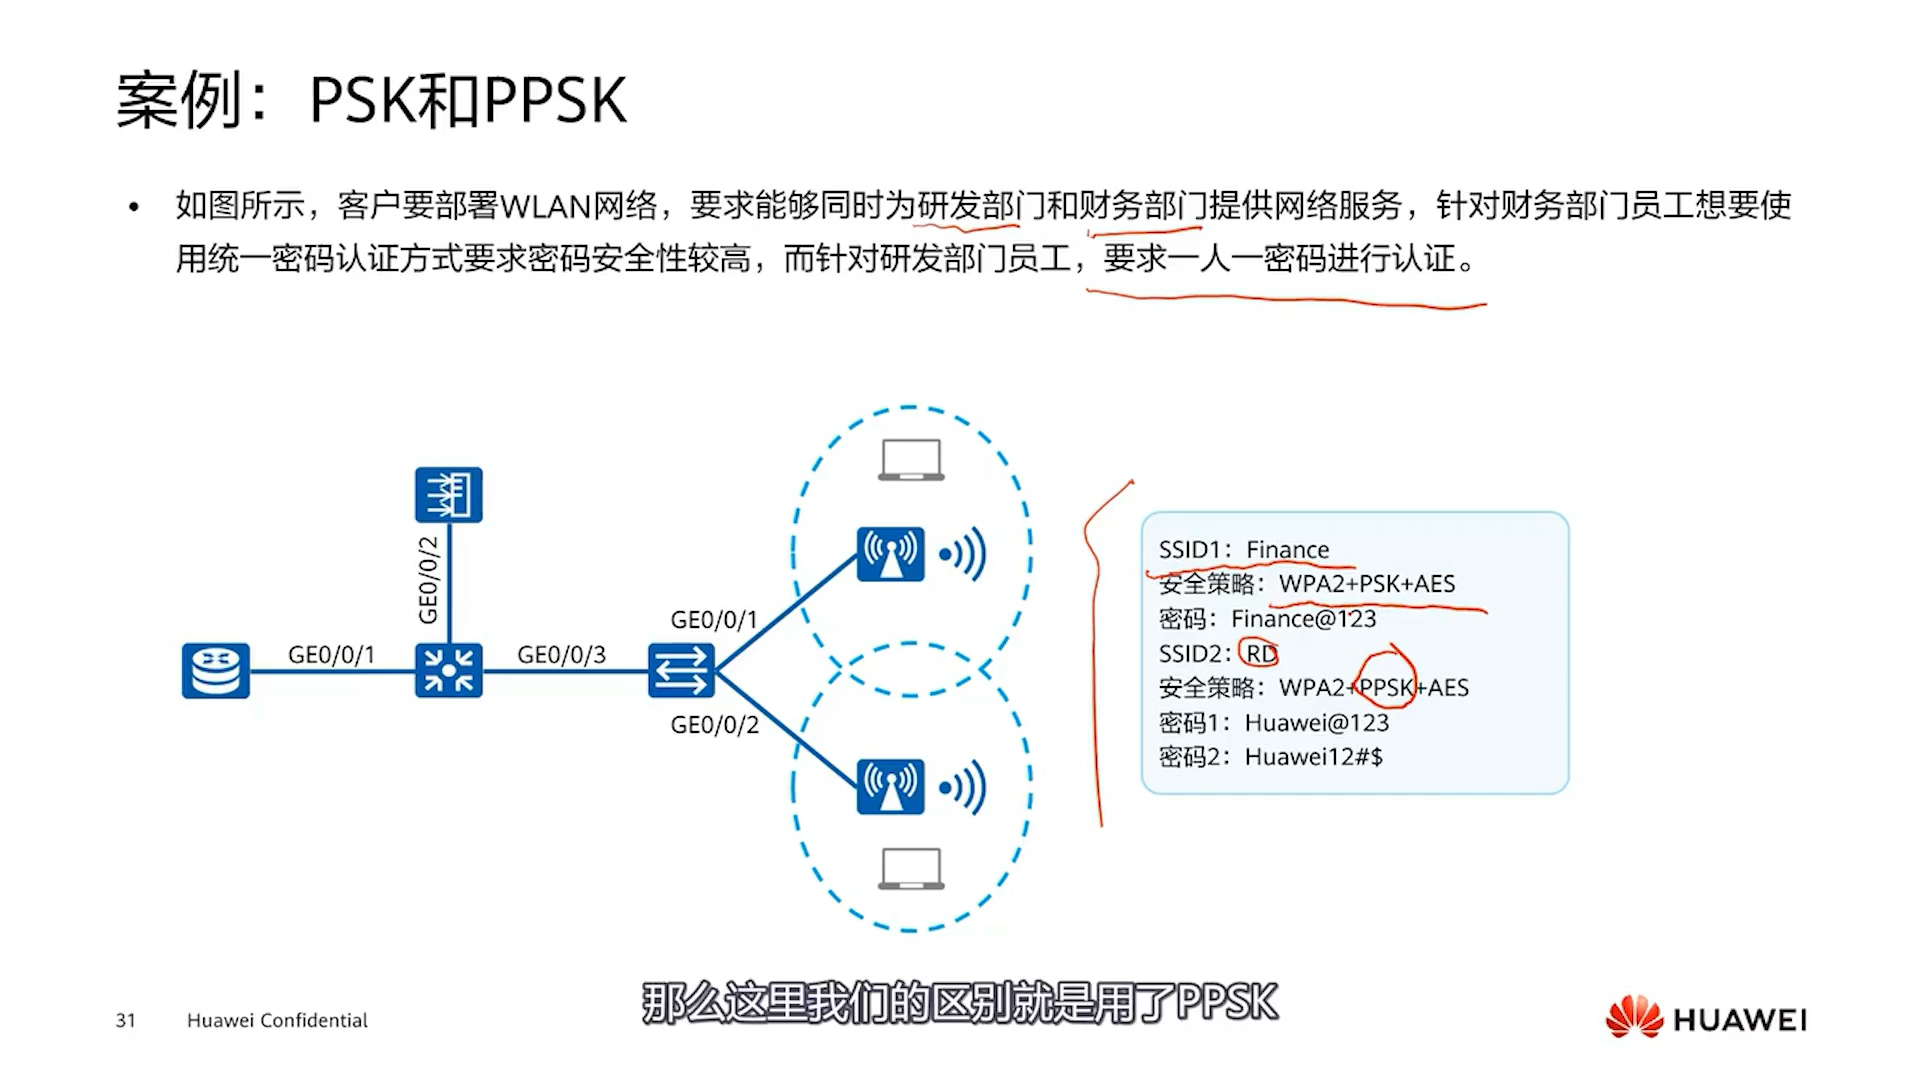 案例：PSK和PPSK
• 如图所示，客户要部署WLAN网络，要求能够同时为研发部门和财务部门提供网络服务，针对财务部门员工想要使
用统一密码认证方式要求密码安全性较高，而针对研发部门员工，要求一人一密码进行认证。
GE0/0/2
GE0/0/1
GE0/0/3
GE0/0/1
GE0/0/2
SSID1：Finance
安全策略：WPA2+PSK+AES
密码：Finance@123
SSID2：RD
安全策略：WPA2+PPSK+AES
密码1：Huawei@123
密码2：Huawei12#$
那么这里我们的区别就是用了PPSK
31 Huawei Confidential
HUAWEI